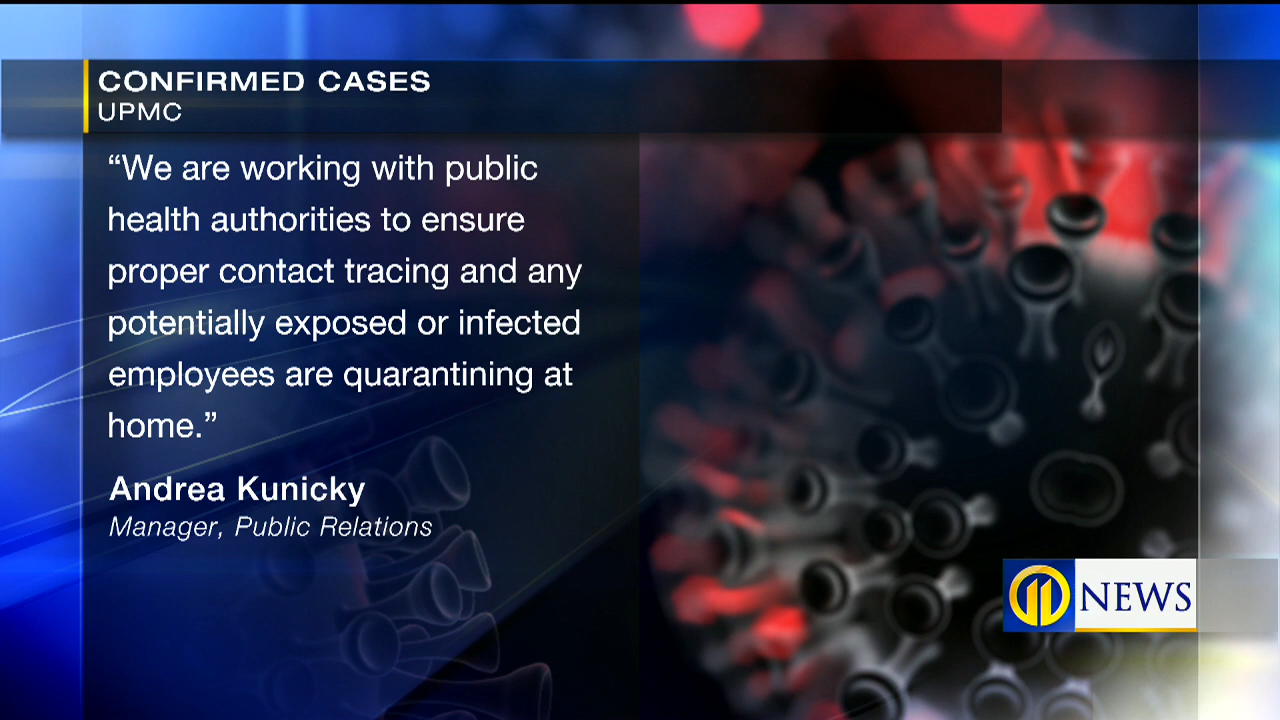 CONFIRMED CASES
UPMC
“We are working with public
health authorities to ensure
proper contact tracing and any
potentially exposed or infected
employees are quarantining at
home.”
Andrea Kunicky
Manager, Public Relations
11 NEWS